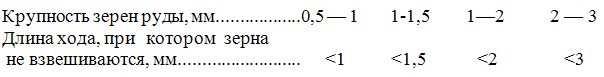 Крупность зерен руды, мм..................0,5 — 1 1-1,5 1—2 2 — 3
Длина хода, при котором зерна
не взвешиваются, мм.......................... <1 <1,5 <2 <3